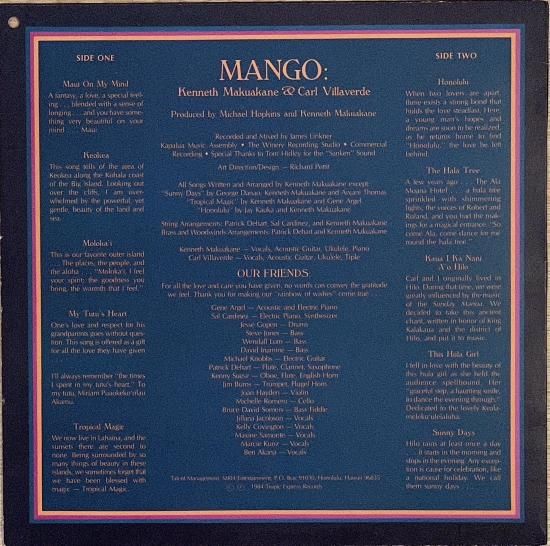 SIDE ONE
Maui On My Mind
A fantasy, a love, a special feel-
ing . . . blended with a sense of
longing . . . and you have some-
thing very beautiful on your
mind . . . Maui.
Keokea
This song tells of the area
of Keokea along the Kohala coast
of the Big Island. Looking out
over the cliffs, I am over-
whelmed by the powerful, yet
gentle, beauty of the land and
sea.
Moloka'i
This is our favorite outer island
. . . The places, the people, and
the aloha . . . "Moloka'i, I feel
your spirit; the goodness you
bring, the warmth that I feel."
My Tutu's Heart
One's love and respect for his
grandparents goes without ques-
tion. This song is offered as a gift
for all the love they have given
I'll always remember "the times
I spent in my tutu's heart." To
my tutu, Miriam
Akamu.
Tropical Magic
We now live in Lahaina, and the
sunsets there are second to
none. Being surrounded by so
many things of beauty in these
islands, we sometimes forget that
we have been blessed with
magic — Tropical Magic.
MANGO:
Kenneth Makuakane & Carl Villaverde
Produced by Michael Hopkins and Kenneth Makuakane
Recorded and Mixed by James Linkner
Kapalua Music Assembly • The Winery Recording Studio • Commercial
Recording • Special Thanks to Tom Hidley for the "Sunken" Sound
Art Direction/Design — Richard Pettit
All Songs Written and Arranged by Kenneth Makuakane except:
"Sunny Days" by George Darvan, Kenneth Makuakane and Ariane Thomas
"Tropical Magic" by Kenneth Makuakane and Gene Argel
"Honolulu" by Jay Kauka and Kenneth Makuakane
String Arrangements: Patrick Dehart, Sal Cardinez, and Kenneth Makuakane
Brass and Woodwinds Arrangements: Patrick Dehart and Kenneth Makuakane
Kenneth Makuakane — Vocals, Acoustic Guitar, Ukulele, Piano
Carl Villaverde — Vocals, Acoustic Guitar, Ukulele, Tiple
OUR FRIENDS:
For all the love and care you have given, no words can convey the gratitude
we feel. Thank you for making our "rainbow of wishes" come true . . .
Gene Argel — Acoustic and Electric Piano
Sal Cardinez — Electric Piano, Synthesizer
Jesse Gopen — Drums
Steve Jones — Bass
Wendall Lum — Bass
David Inamine — Bass
Michael Knobbs — Electric Guitar
Patrick Dehart — Flute, Clarinet, Saxophone
Kenny Susur — Oboe, Flute, English Horn
Jim Burns — Trumpet, Flugel Horn
Joan Hayden — Violin
Michelle Romero — Cello
Bruce David Somers — Bass Fiddle
Juliana Jacobson — Vocals
Kelly Covington — Vocals
Maxine Samonte — Vocals
Marcie Kunz — Vocals
Ben Akana — Vocals
Talent Management, MRH Entertainment, P.O. Box 91030, Honolulu, Hawaii 96835
© ℗ 1984 Tropic Express Records
SIDE TWO
Honolulu
When two lovers are apart,
there exists a strong bond that
holds the love steadfast. Here,
a young man's hopes and
dreams are soon to be realized,
as he returns home to find
"Honolulu," the love he left
behind.
The Hala Tree
A few years ago . . . The Ala
Moana Hotel . . . a hala tree
sprinkled with shimmering
lights, the voices of Robert and
Roland, and you had the mak-
ings for a magical entrance. "So
come Ala, come dance for me
'round the hala tree."
Kaua I Ka Nani
A'o Hilo
Carl and I originally lived in
Hilo. During that time, we were
greatly influenced by the music
of the Sunday Manoa. We
decided to take this ancient
chant, written in honor of King
Kalakaua and the district of
Hilo, and put it to music.
This Hula Girl
I fell in love with the beauty of
this hula girl as she held the
audience spellbound. Her
"graceful step, a haunting smile,
to dance the evening through."
Dedicated to the lovely

Sunny Days
Hilo rains at least once a day
. . . it starts in the morning and
stops in the evening. Any excep-
tion is cause for celebration, like
a national holiday. We call
them sunny days . . .